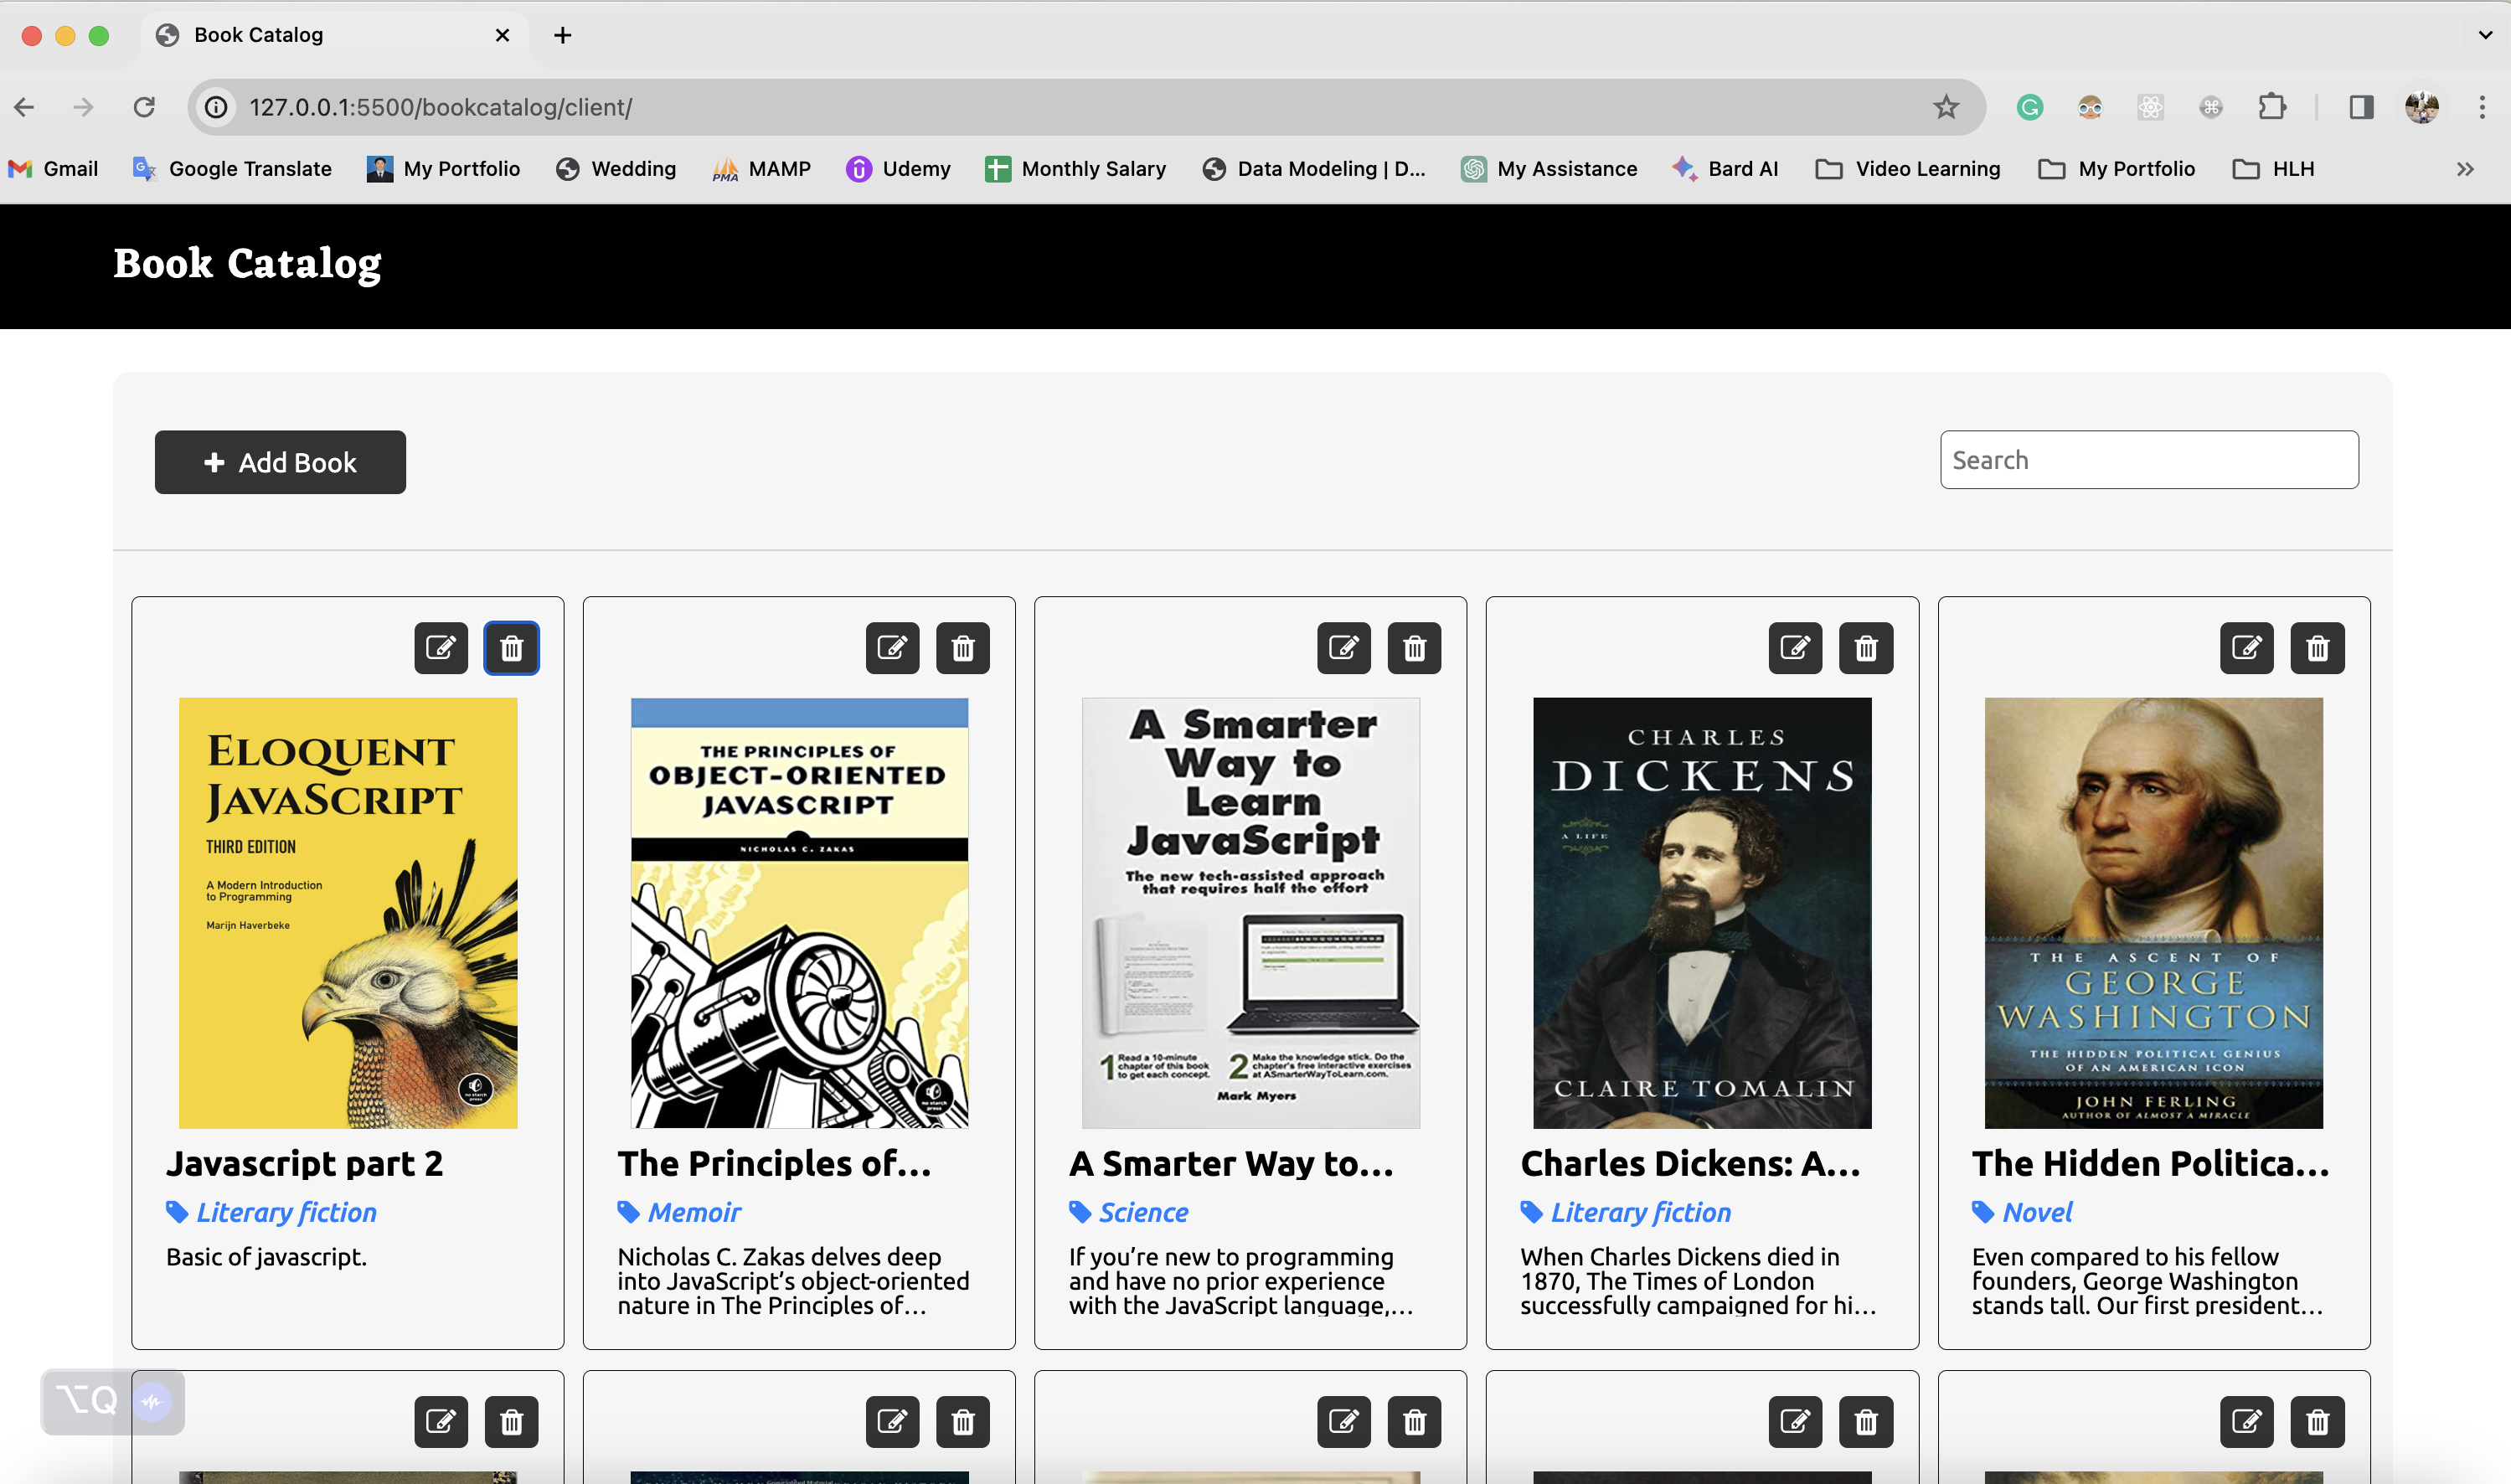 Book Catalog
127.0.0.1:5500/bookcatalog/client/
Gmail
Google Translate
My Portfolio
Wedding
MAMP
Udemy
Monthly Salary
Data Modeling | D...
My Assistance
Bard AI
Video Learning
My Portfolio
HLH
Book Catalog
Add Book
Search
ELOQUENT
JAVASCRIPT
THIRD EDITION
A Modern Introduction
to Programming
Marijn Haverbeke
no starch
press
Javascript part 2
Literary fiction
Basic of javascript.
THE PRINCIPLES OF
OBJECT-ORIENTED
JAVASCRIPT
NICHOLAS C. ZAKAS
no starch
press
The Principles of...
Memoir
Nicholas C. Zakas delves deep
into JavaScript’s object-oriented
nature in The Principles of...
A Smarter
Way to
Learn
JavaScript
The new tech-assisted approach
that requires half the effort
1 Read a 10-minute
chapter of this book
to get each concept.
2 Make the knowledge stick. Do the
chapter's free interactive exercises
at ASmarterWayToLearn.com.
Mark Myers
A Smarter Way to...
Science
If you’re new to programming
and have no prior experience
with the JavaScript language,...
CHARLES
DICKENS
A LIFE
CLAIRE TOMALIN
Charles Dickens: A...
Literary fiction
When Charles Dickens died in
1870, The Times of London
successfully campaigned for hi...
THE ASCENT OF
GEORGE
WASHINGTON
THE HIDDEN POLITICAL GENIUS
OF AN AMERICAN ICON
JOHN FERLING
AUTHOR OF ALMOST A MIRACLE
The Hidden Politica...
Novel
Even compared to his fellow
founders, George Washington
stands tall. Our first president...
⌥Q